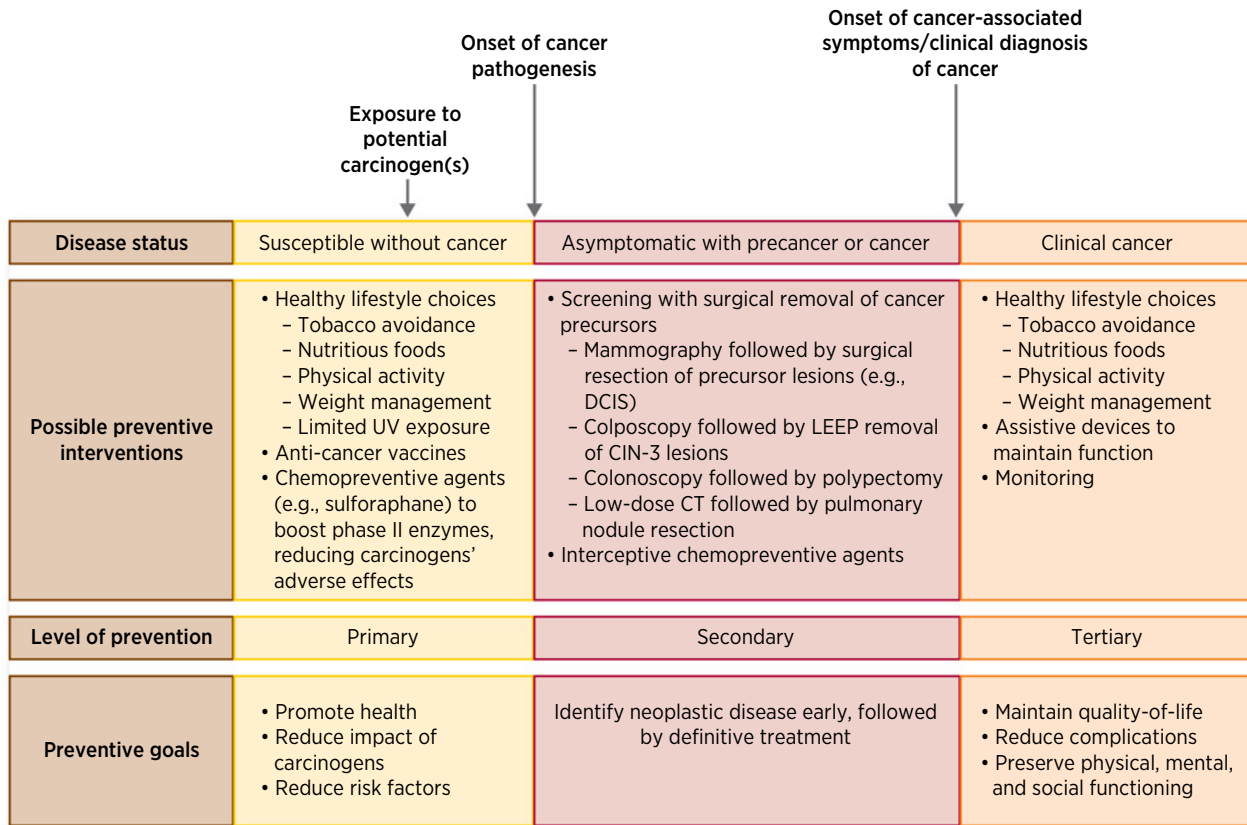 Onset of cancer-associated
symptoms/clinical diagnosis
of cancer
Onset of cancer
pathogenesis
Exposure to
potential
carcinogen(s)
Disease status
Susceptible without cancer
Asymptomatic with precancer or cancer
Clinical cancer
Possible preventive
interventions
• Healthy lifestyle choices
– Tobacco avoidance
– Nutritious foods
– Physical activity
– Weight management
– Limited UV exposure
• Anti-cancer vaccines
• Chemopreventive agents
(e.g., sulforaphane) to
boost phase II enzymes,
reducing carcinogens’
adverse effects
• Screening with surgical removal of cancer
precursors
– Mammography followed by surgical
resection of precursor lesions (e.g.,
DCIS)
– Colposcopy followed by LEEP removal
of CIN-3 lesions
– Colonoscopy followed by polypectomy
– Low-dose CT followed by pulmonary
nodule resection
• Interceptive chemopreventive agents
• Healthy lifestyle choices
– Tobacco avoidance
– Nutritious foods
– Physical activity
– Weight management
• Assistive devices to
maintain function
• Monitoring
Level of prevention
Primary
Secondary
Tertiary
Preventive goals
• Promote health
• Reduce impact of
carcinogens
• Reduce risk factors
Identify neoplastic disease early, followed
by definitive treatment
• Maintain quality-of-life
• Reduce complications
• Preserve physical, mental,
and social functioning